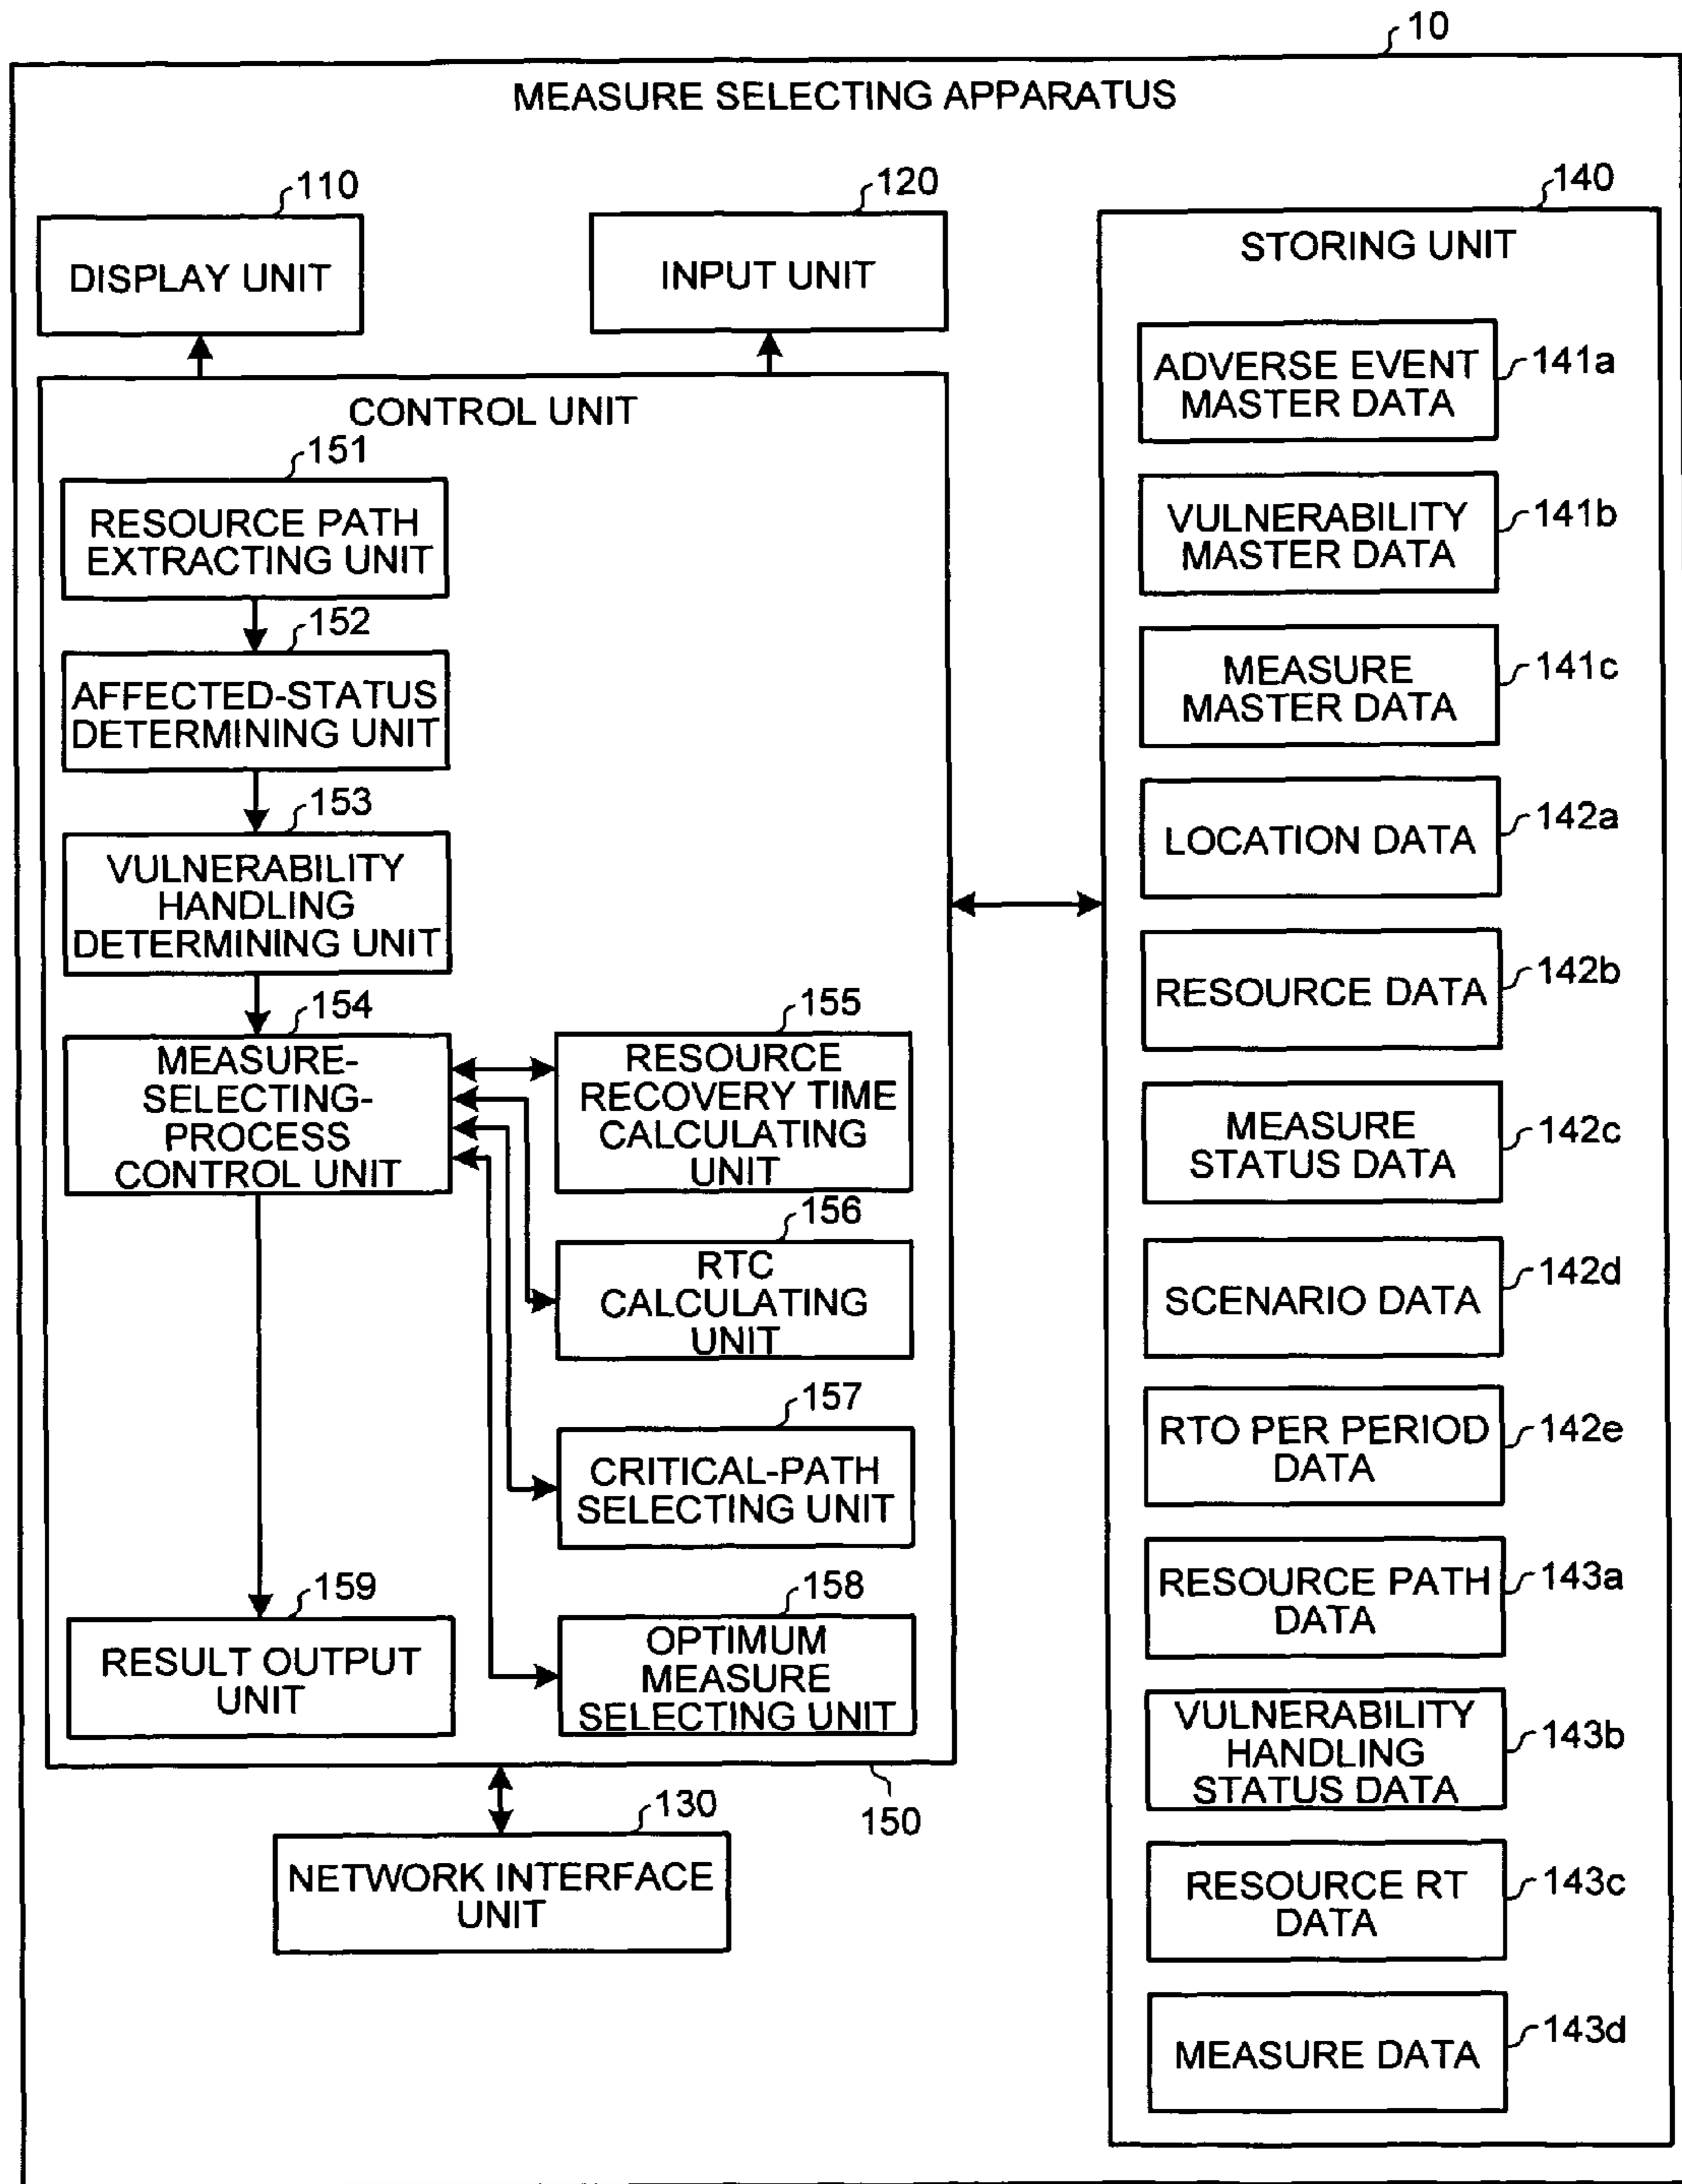 10
MEASURE SELECTING APPARATUS
110
DISPLAY UNIT
120
INPUT UNIT
CONTROL UNIT
151
RESOURCE PATH
EXTRACTING UNIT
152
AFFECTED-STATUS
DETERMINING UNIT
153
VULNERABILITY
HANDLING
DETERMINING UNIT
154
MEASURE-
SELECTING-
PROCESS
CONTROL UNIT
155
RESOURCE
RECOVERY TIME
CALCULATING
UNIT
156
RTC
CALCULATING
UNIT
157
CRITICAL-PATH
SELECTING UNIT
158
OPTIMUM
MEASURE
SELECTING UNIT
159
RESULT OUTPUT
UNIT
150
130
NETWORK INTERFACE
UNIT
140
STORING UNIT
ADVERSE EVENT
MASTER DATA
141a
VULNERABILITY
MASTER DATA
141b
MEASURE
MASTER DATA
141c
LOCATION DATA
142a
RESOURCE DATA
142b
MEASURE
STATUS DATA
142c
SCENARIO DATA
142d
RTO PER PERIOD
DATA
142e
RESOURCE PATH
DATA
143a
VULNERABILITY
HANDLING
STATUS DATA
143b
RESOURCE RT
DATA
143c
MEASURE DATA
143d